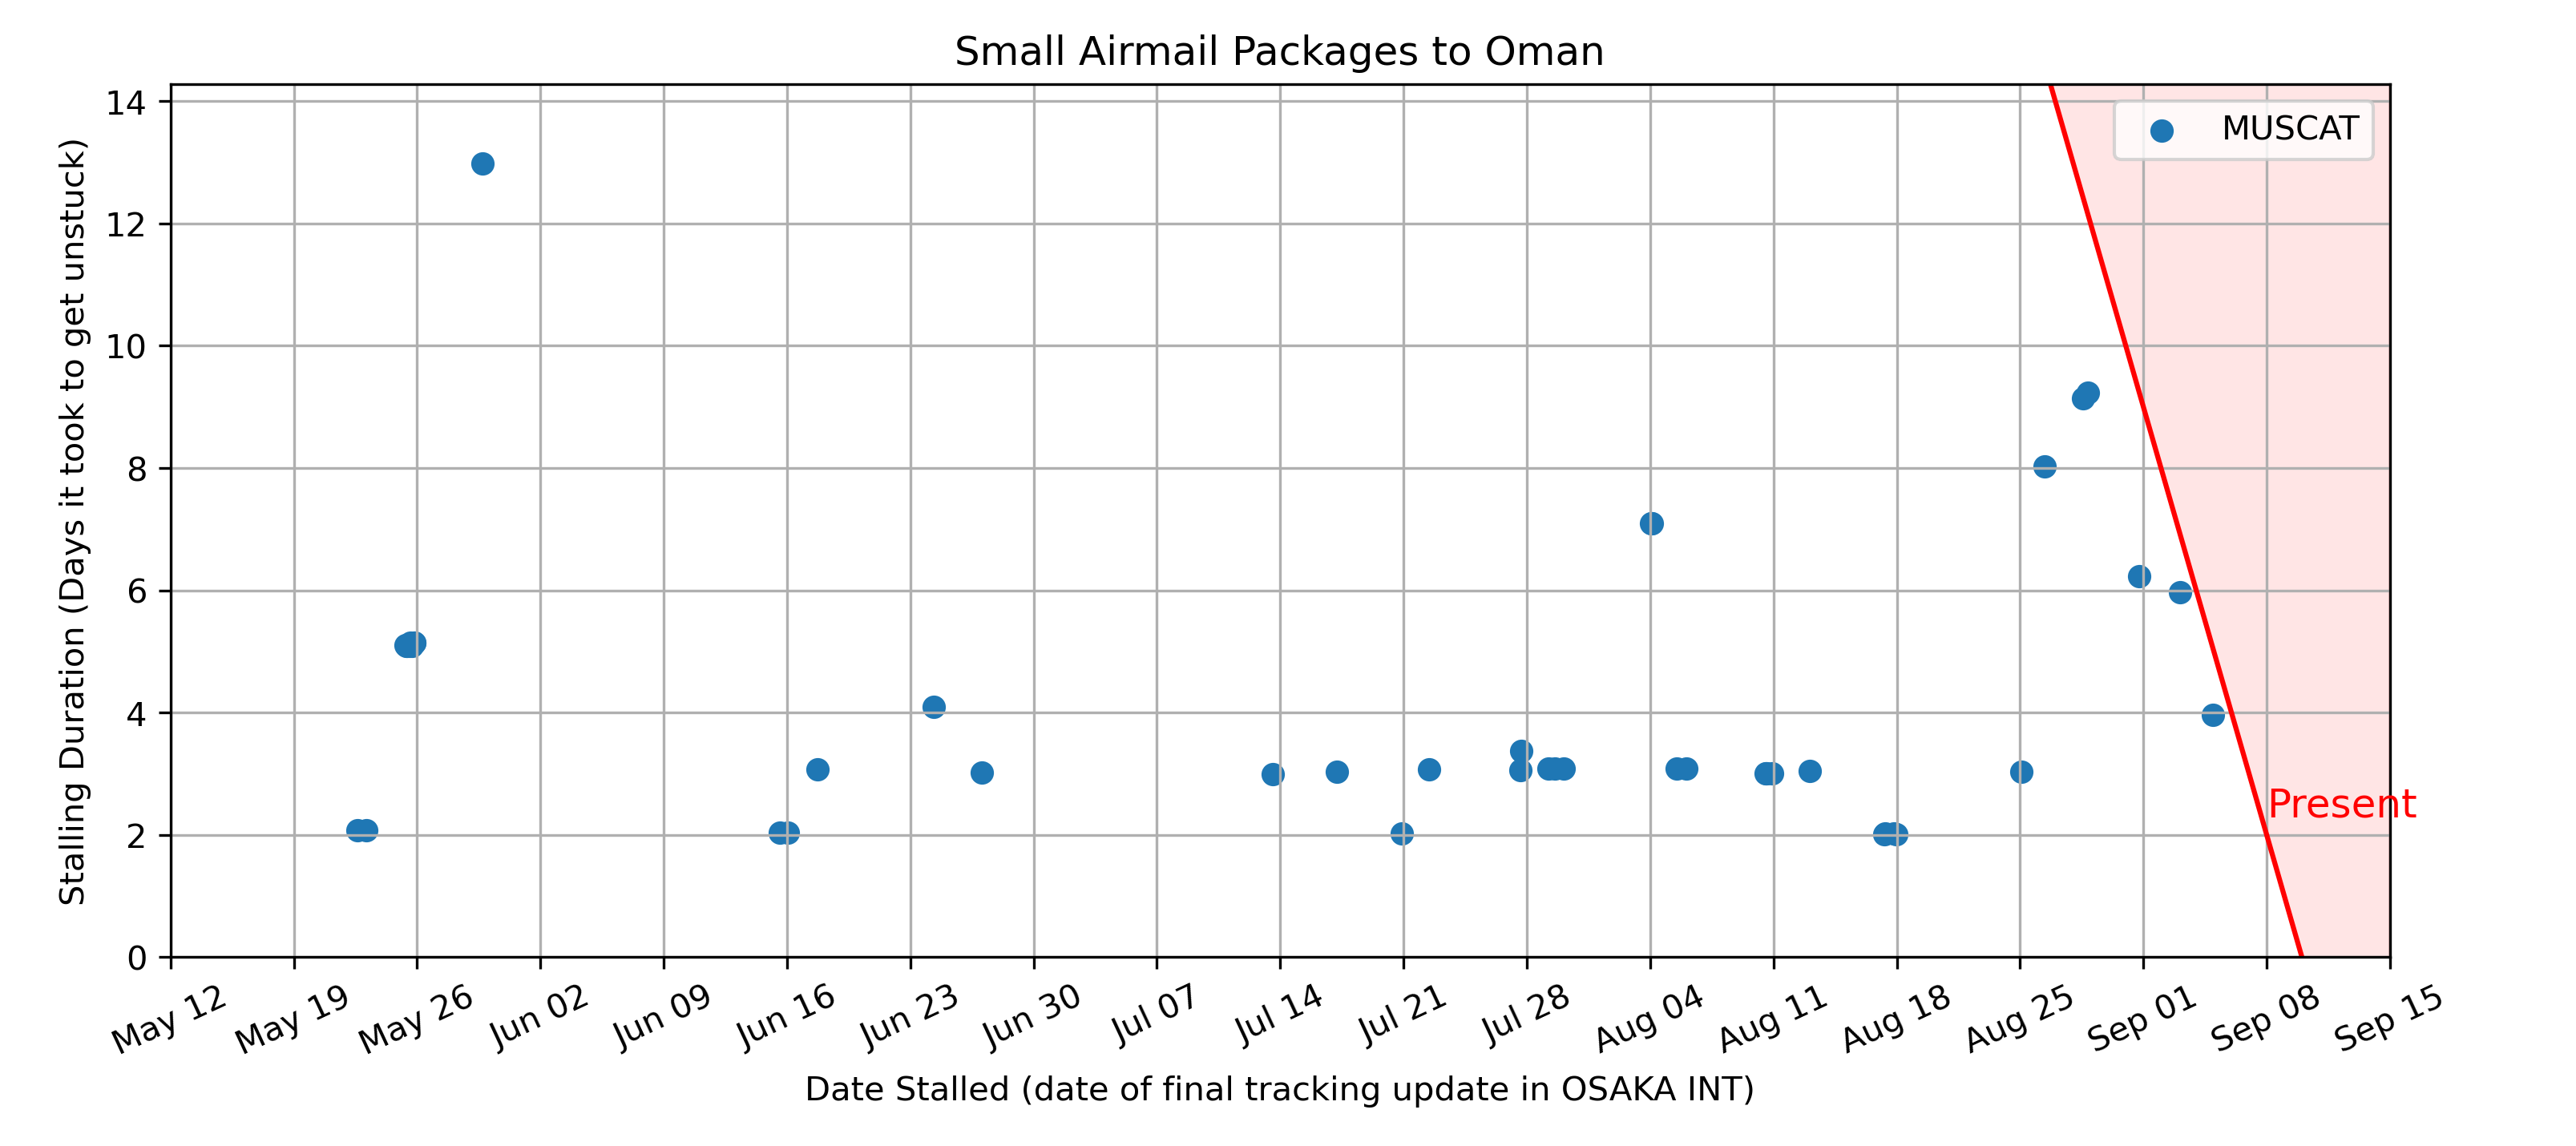 Small Airmail Packages to Oman
Stalling Duration (Days it took to get unstuck)
14
12
10
8
6
4
2
0
MUSCAT
Present
May 12
May 19
May 26
Jun 02
Jun 09
Jun 16
Jun 23
Jun 30
Jul 07
Jul 14
Jul 21
Jul 28
Aug 04
Aug 11
Aug 18
Aug 25
Sep 01
Sep 08
Sep 15
Date Stalled (date of final tracking update in OSAKA INT)